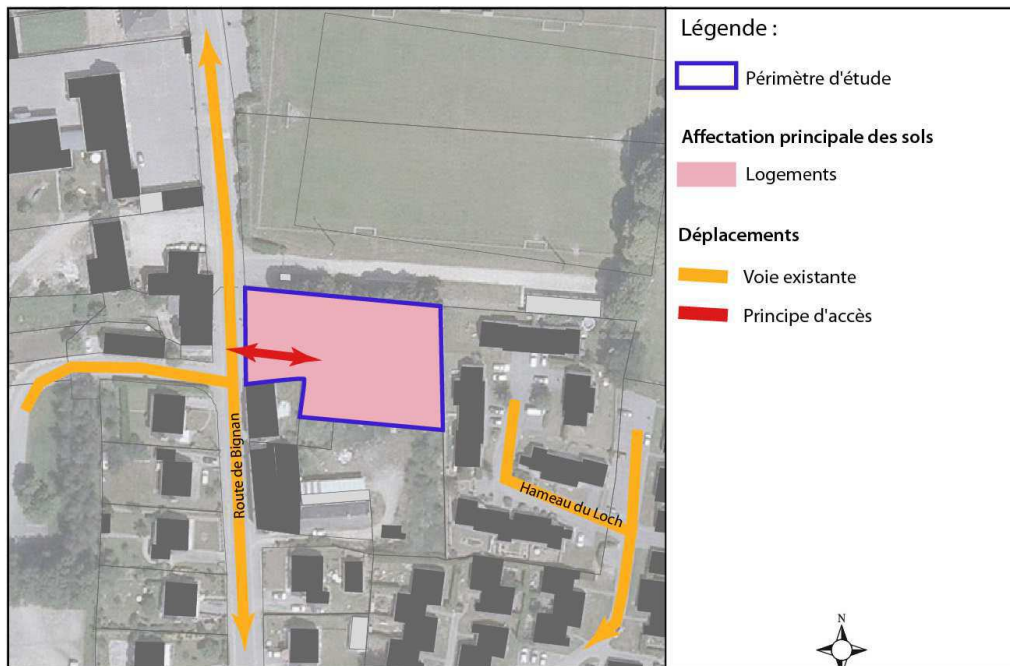 Route de Bignan
Hameau du Loch
Légende :
Périmètre d'étude
Affectation principale des sols
Logements
Déplacements
Voie existante
Principe d'accès
N